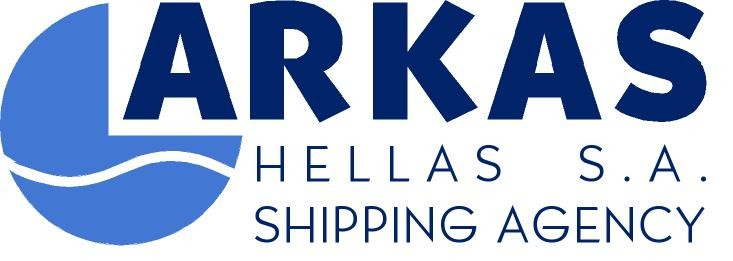 ARKAS
HELLAS S.A.
SHIPPING AGENCY